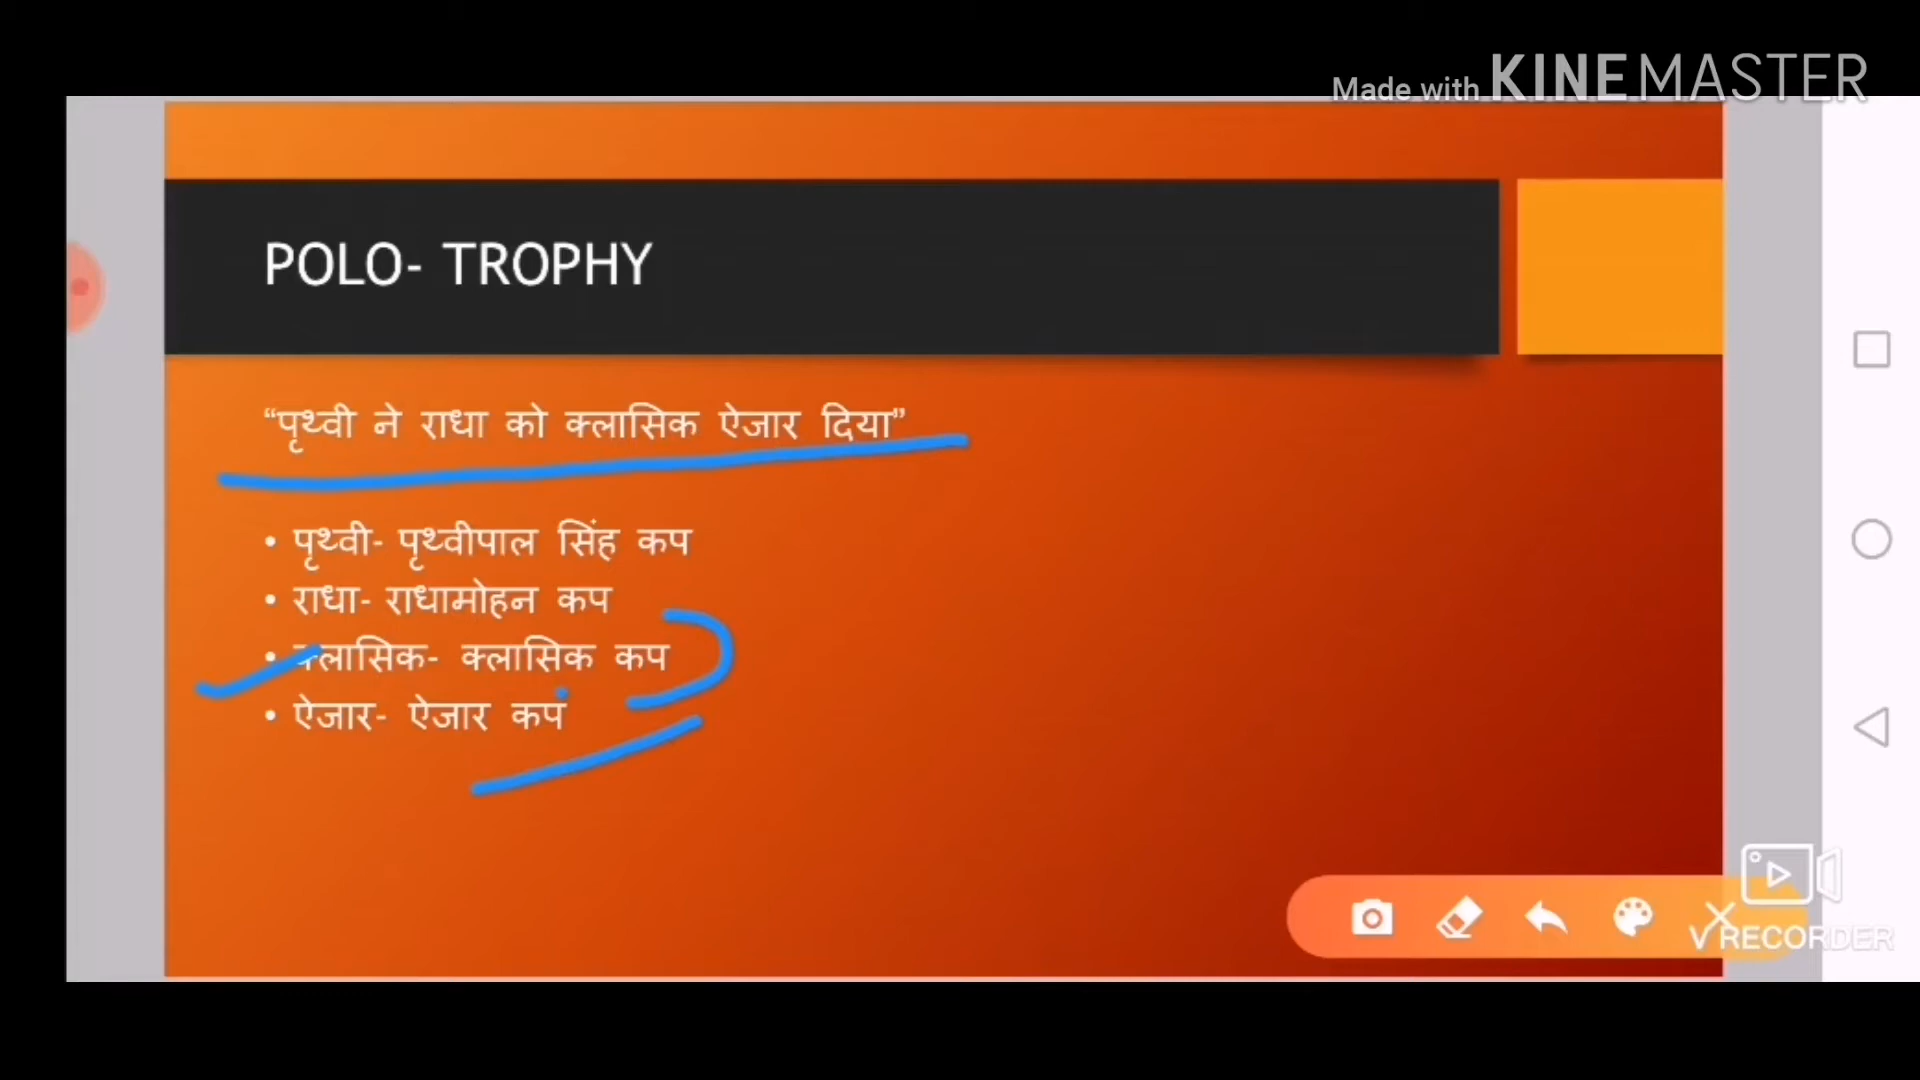 Made with KINEMASTER
POLO- TROPHY
“पृथ्वी ने राधा को क्लासिक ऐजार दिया”
• पृथ्वी- पृथ्वीपाल सिंह कप
• राधा- राधामोहन कप
• क्लासिक- क्लासिक कप
• ऐजार- ऐजार कप
V RECORDER